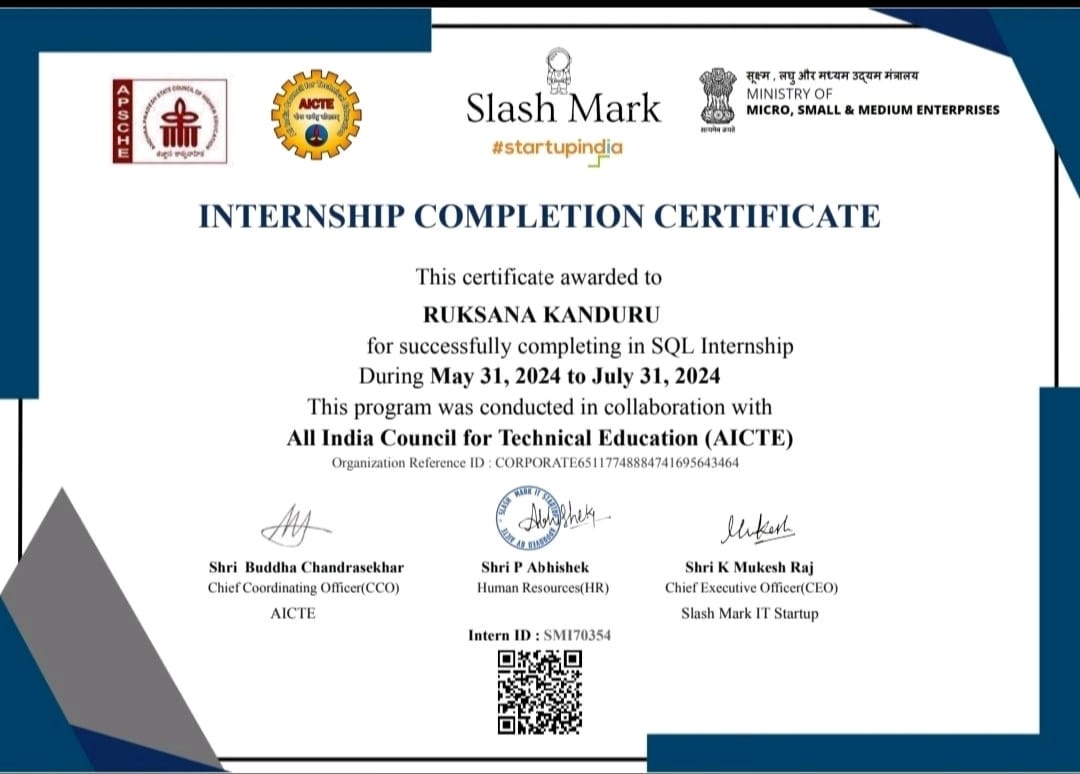 APSCHE
AICTE
Slash Mark
#startupindia
सूक्ष्म , लघु और मध्यम उद्यम मंत्रालय
MINISTRY OF
MICRO, SMALL & MEDIUM ENTERPRISES
सत्यमेव जयते
INTERNSHIP COMPLETION CERTIFICATE
This certificate awarded to
RUKSANA KANDURU
for successfully completing in SQL Internship
During May 31, 2024 to July 31, 2024
This program was conducted in collaboration with
All India Council for Technical Education (AICTE)
Organization Reference ID : CORPORATE65117748884741695643464
SLASH MARK IT STARTUP
Abhishek
Mukesh
Shri Buddha Chandrasekhar
Shri P Abhishek
Shri K Mukesh Raj
Chief Coordinating Officer(CCO)
Human Resources(HR)
Chief Executive Officer(CEO)
AICTE
Slash Mark IT Startup
Intern ID : SMI70354